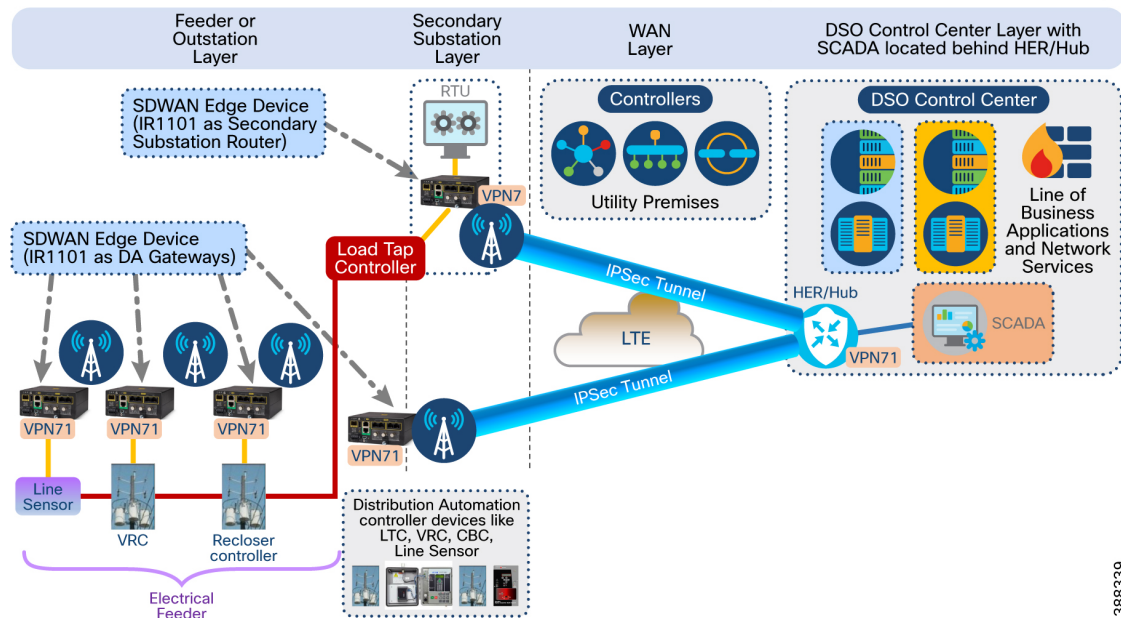 Feeder or
Outstation
Layer
Secondary
Substation
Layer
WAN
Layer
DSO Control Center Layer with
SCADA located behind HER/Hub
SDWAN Edge Device
(IR1101 as Secondary
Substation Router)
RTU
VPN7
Controllers
Utility Premises
DSO Control Center
Line of
Business
Applications
and Network
Services
SDWAN Edge Device
(IR1101 as DA Gateways)
Load Tap
Controller
IPSec Tunnel
LTE
IPSec Tunnel
HER/Hub
VPN71
SCADA
VPN71
VPN71
VPN71
VPN71
Line
Sensor
VRC
Recloser
controller
Electrical
Feeder
Distribution Automation
controller devices like
LTC, VRC, CBC,
Line Sensor
388339